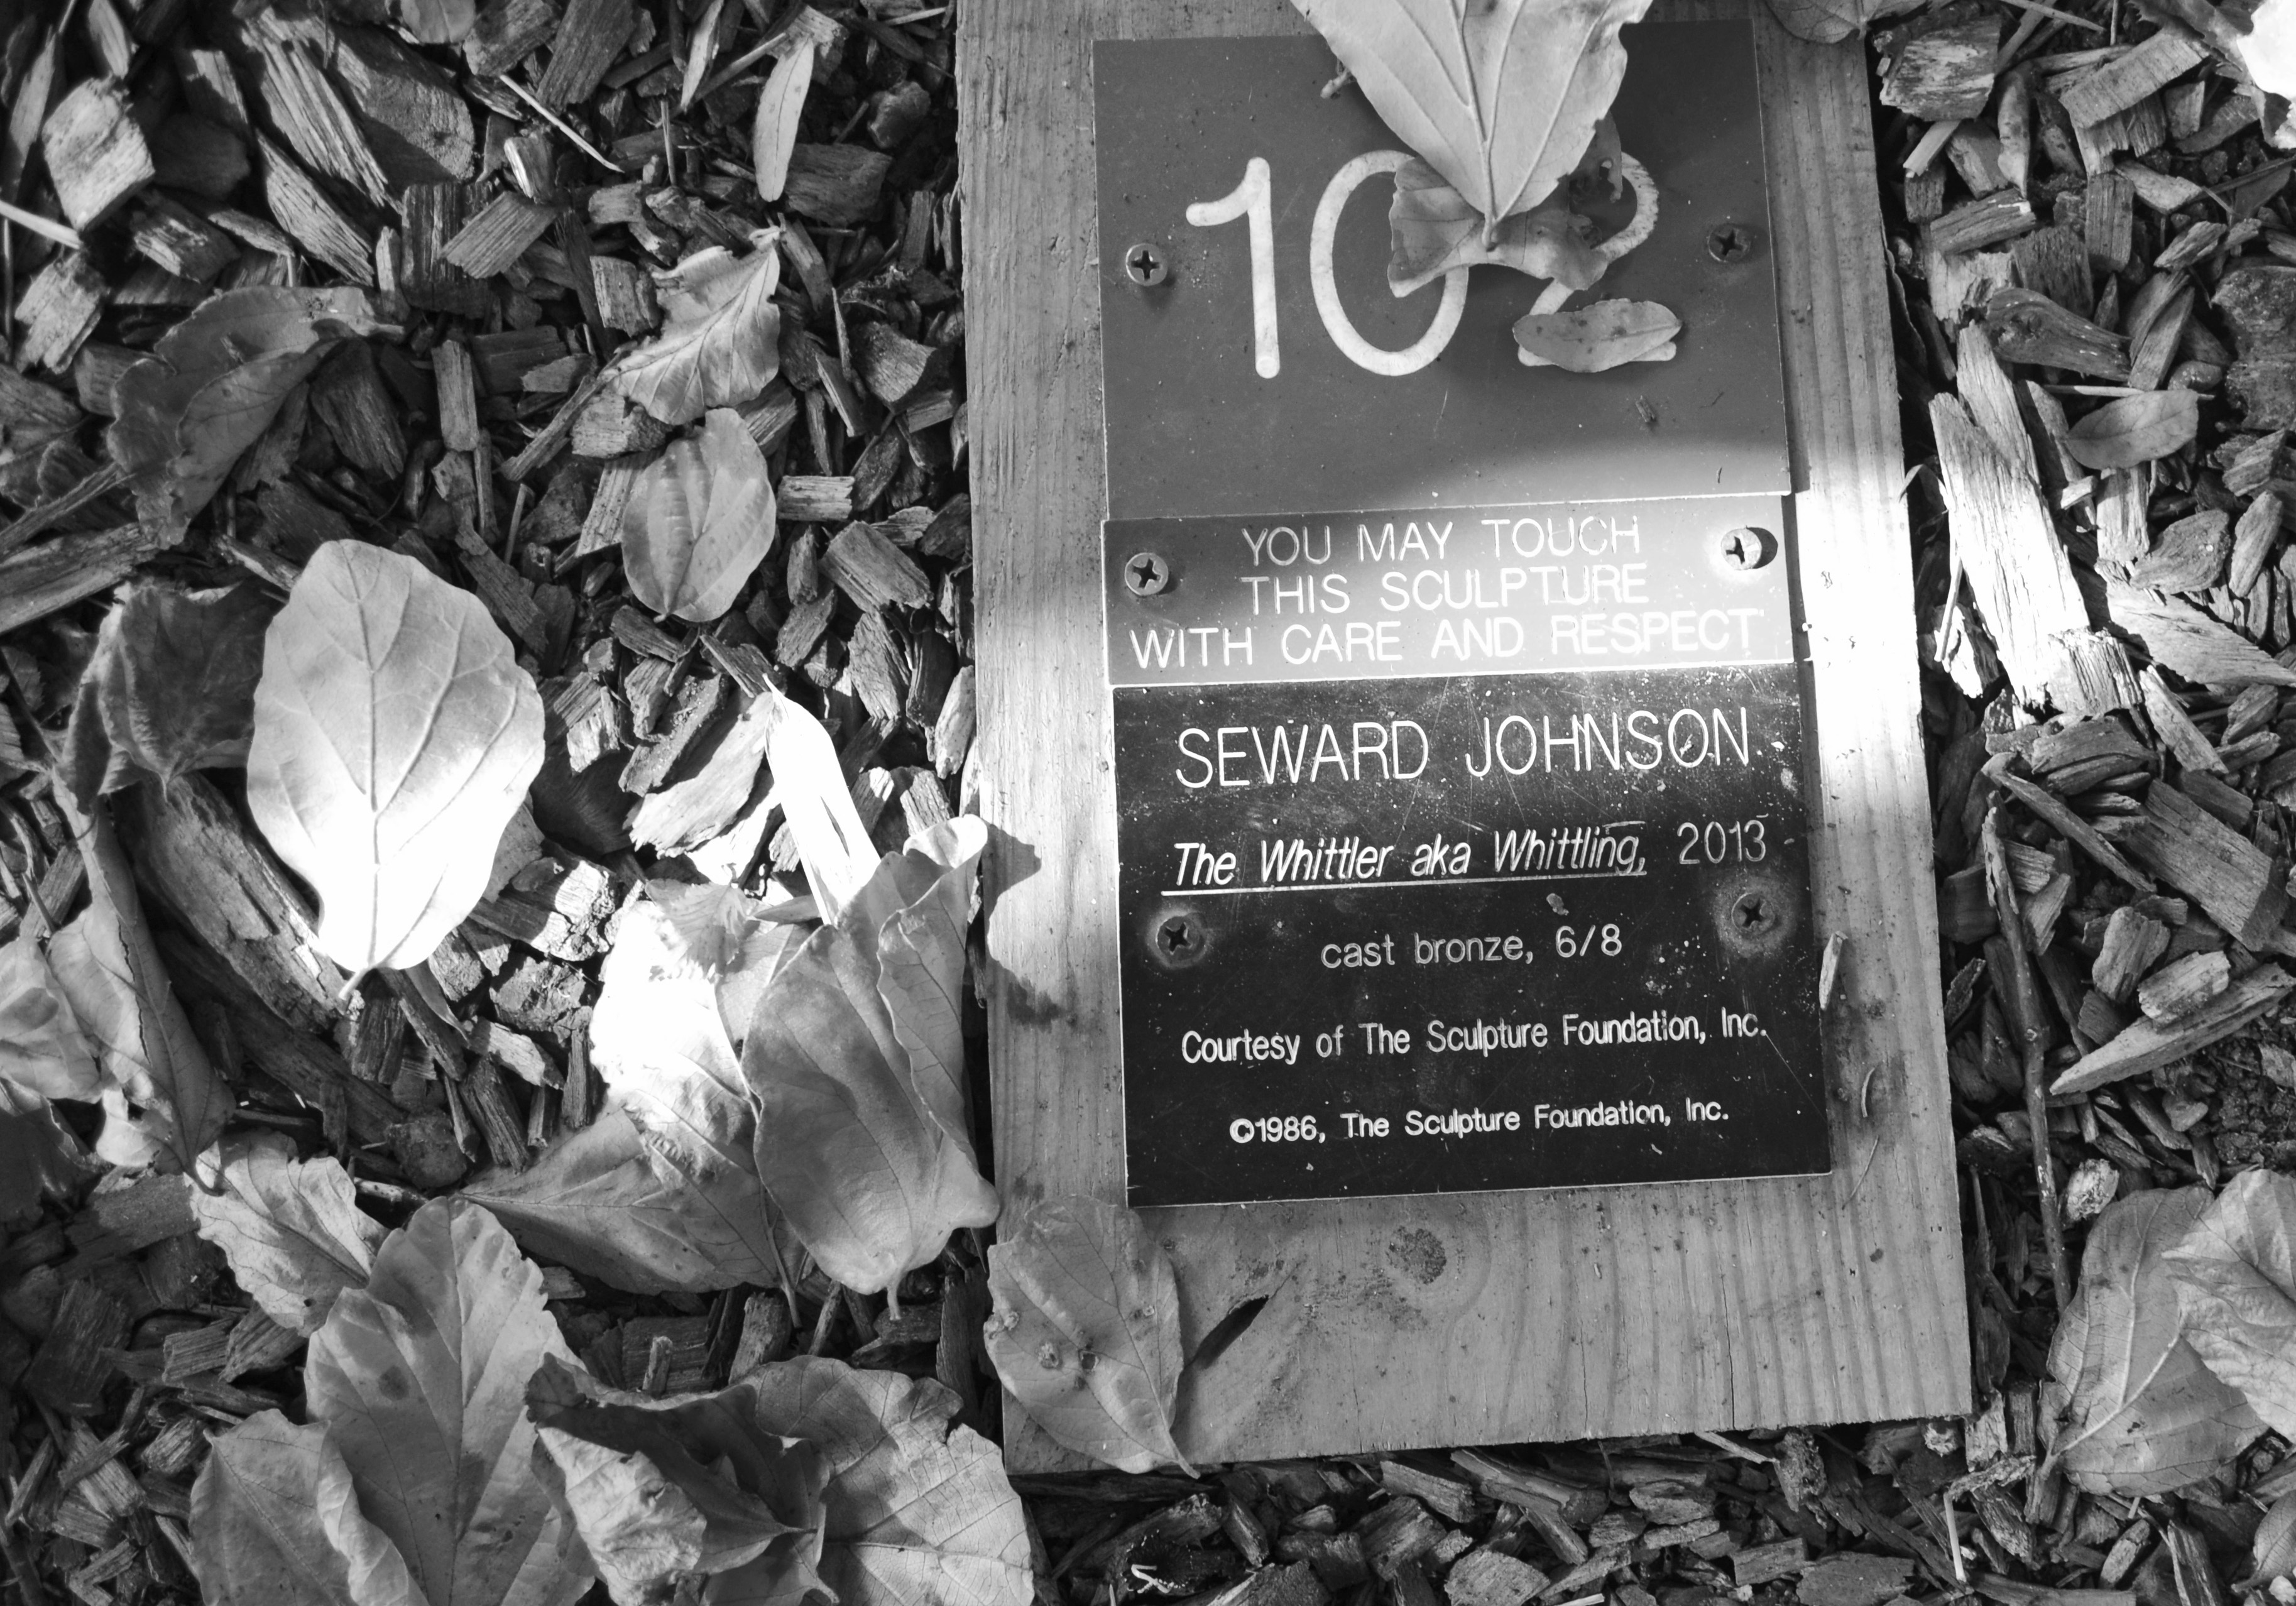 102
YOU MAY TOUCH
THIS SCULPTURE
WITH CARE AND RESPECT
SEWARD JOHNSON
The Whittler aka Whittling, 2013
cast bronze, 6/8
Courtesy of The Sculpture Foundation, Inc.
©1986, The Sculpture Foundation, Inc.